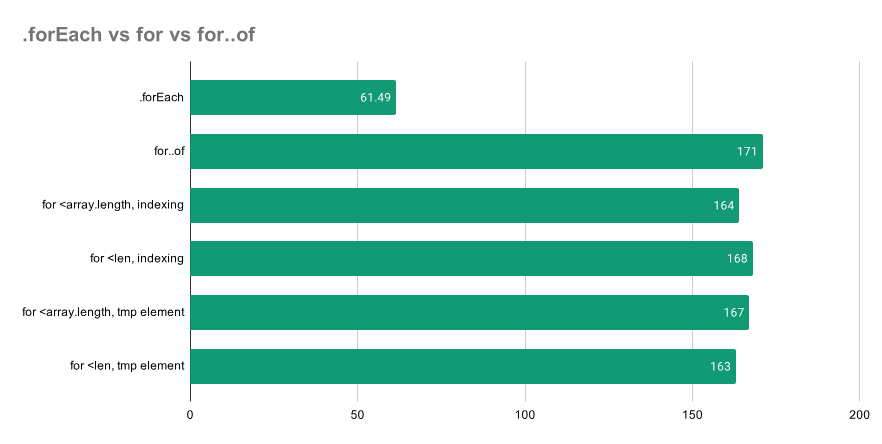 .forEach vs for vs for..of
.forEach
61.49
for..of
171
for <array.length, indexing
164
for <len, indexing
168
for <array.length, tmp element
167
for <len, tmp element
163
0
50
100
150
200